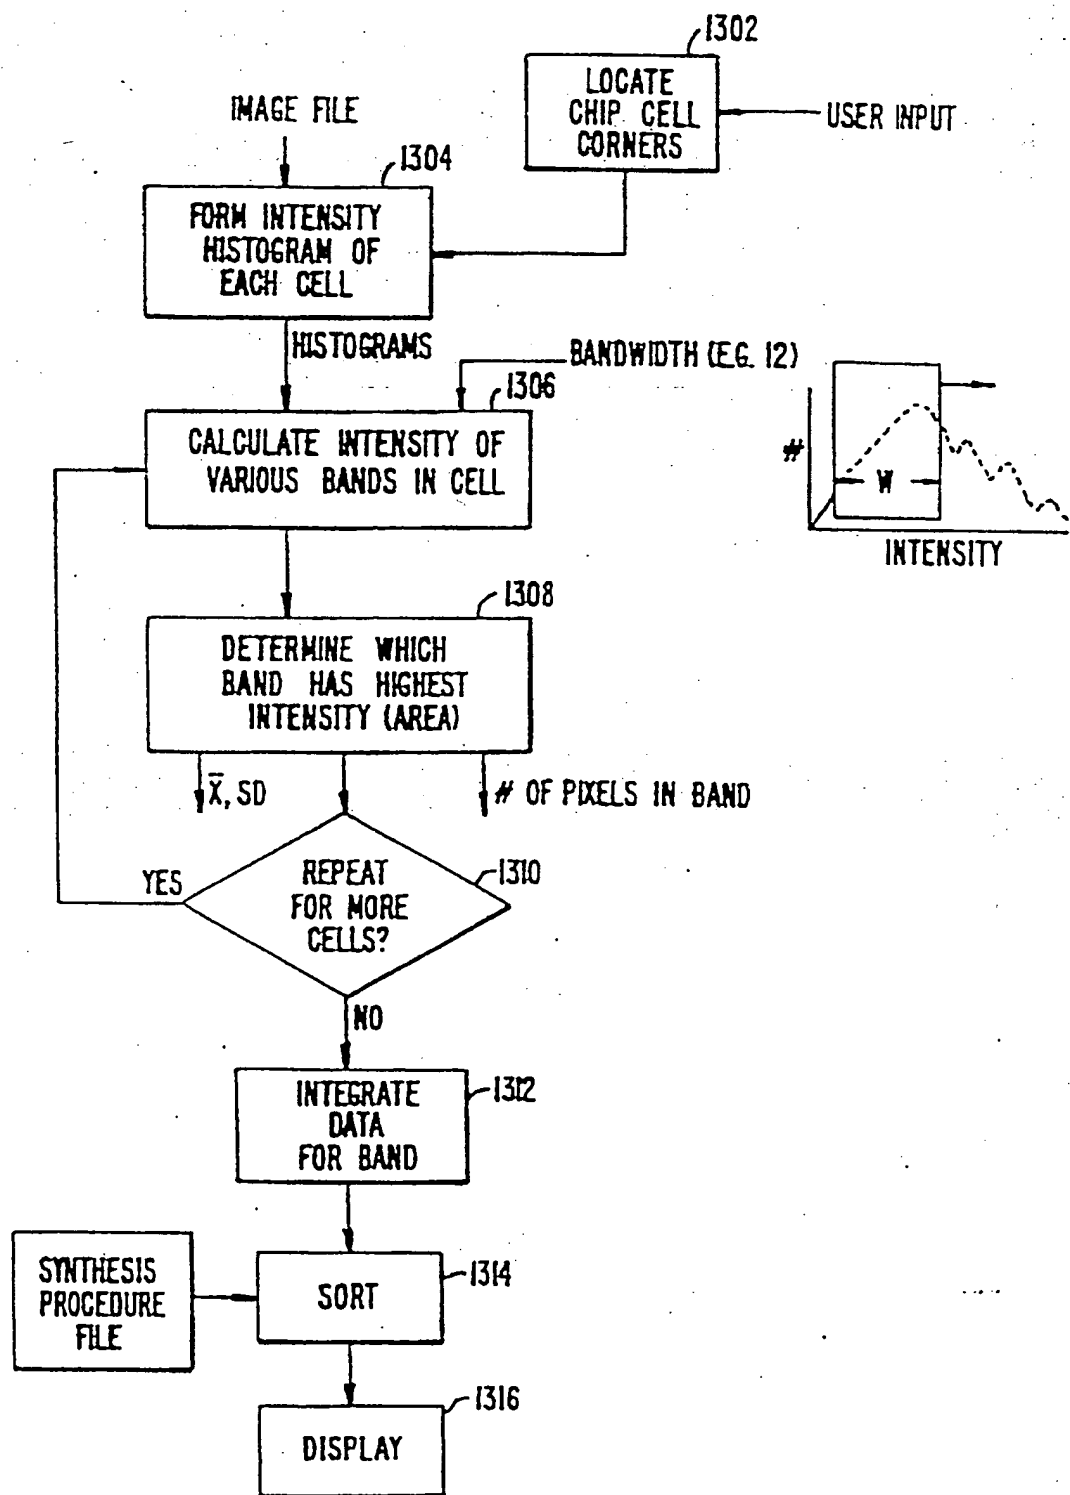 1302
LOCATE
CHIP CELL
CORNERS
USER INPUT
IMAGE FILE
1304
FORM INTENSITY
HISTOGRAM OF
EACH CELL
HISTOGRAMS
BANDWIDTH (E.G. 12)
1306
CALCULATE INTENSITY OF
VARIOUS BANDS IN CELL
#
W
INTENSITY
1308
DETERMINE WHICH
BAND HAS HIGHEST
INTENSITY (AREA)
X̄, SD
# OF PIXELS IN BAND
1310
REPEAT
FOR MORE
CELLS?
YES
NO
1312
INTEGRATE
DATA
FOR BAND
SYNTHESIS
PROCEDURE
FILE
1314
SORT
1316
DISPLAY